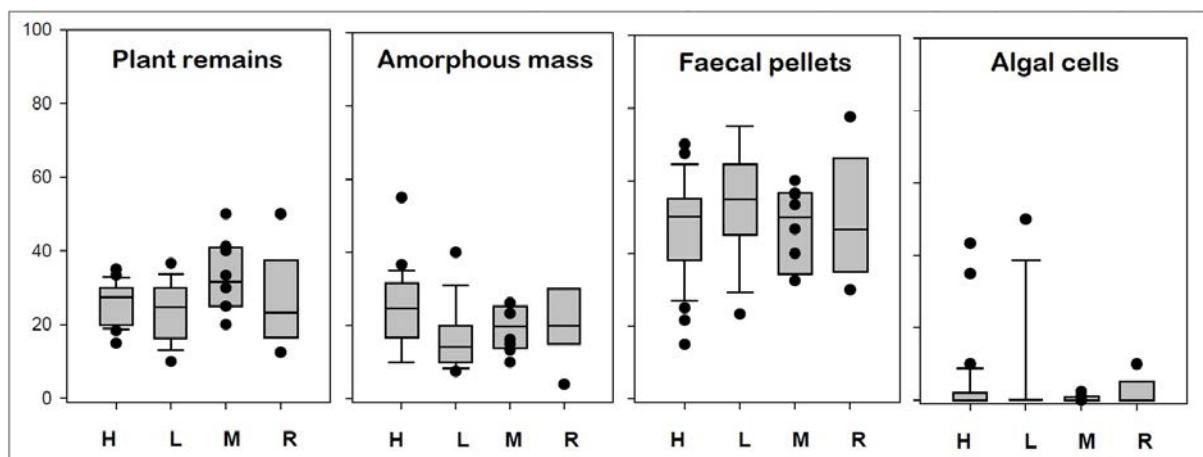 100
80
60
40
20
0
Plant remains
H L M R
Amorphous mass
H L M R
Faecal pellets
H L M R
Algal cells
H L M R